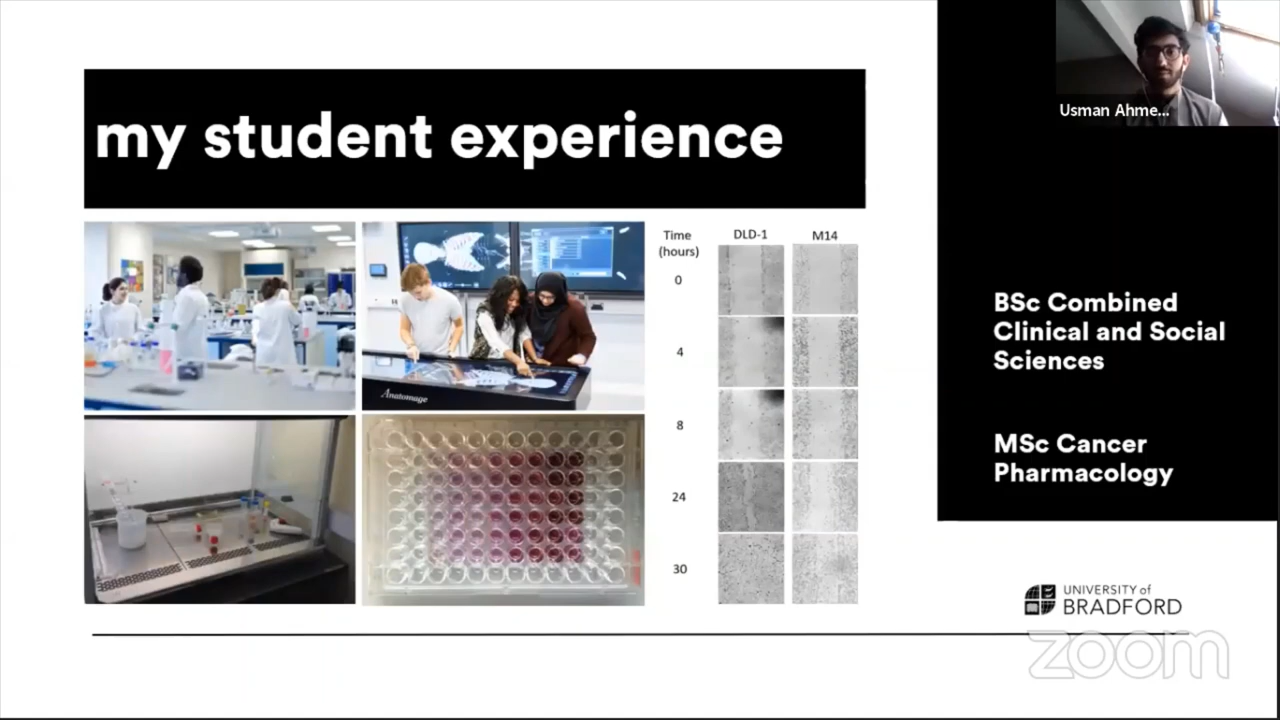 my student experience
Usman Ahme...
Time
(hours)
DLD-1
M14
0
4
8
24
30
Anatomage
BSc Combined
Clinical and Social
Sciences
MSc Cancer
Pharmacology
UNIVERSITY of
BRADFORD
zoom